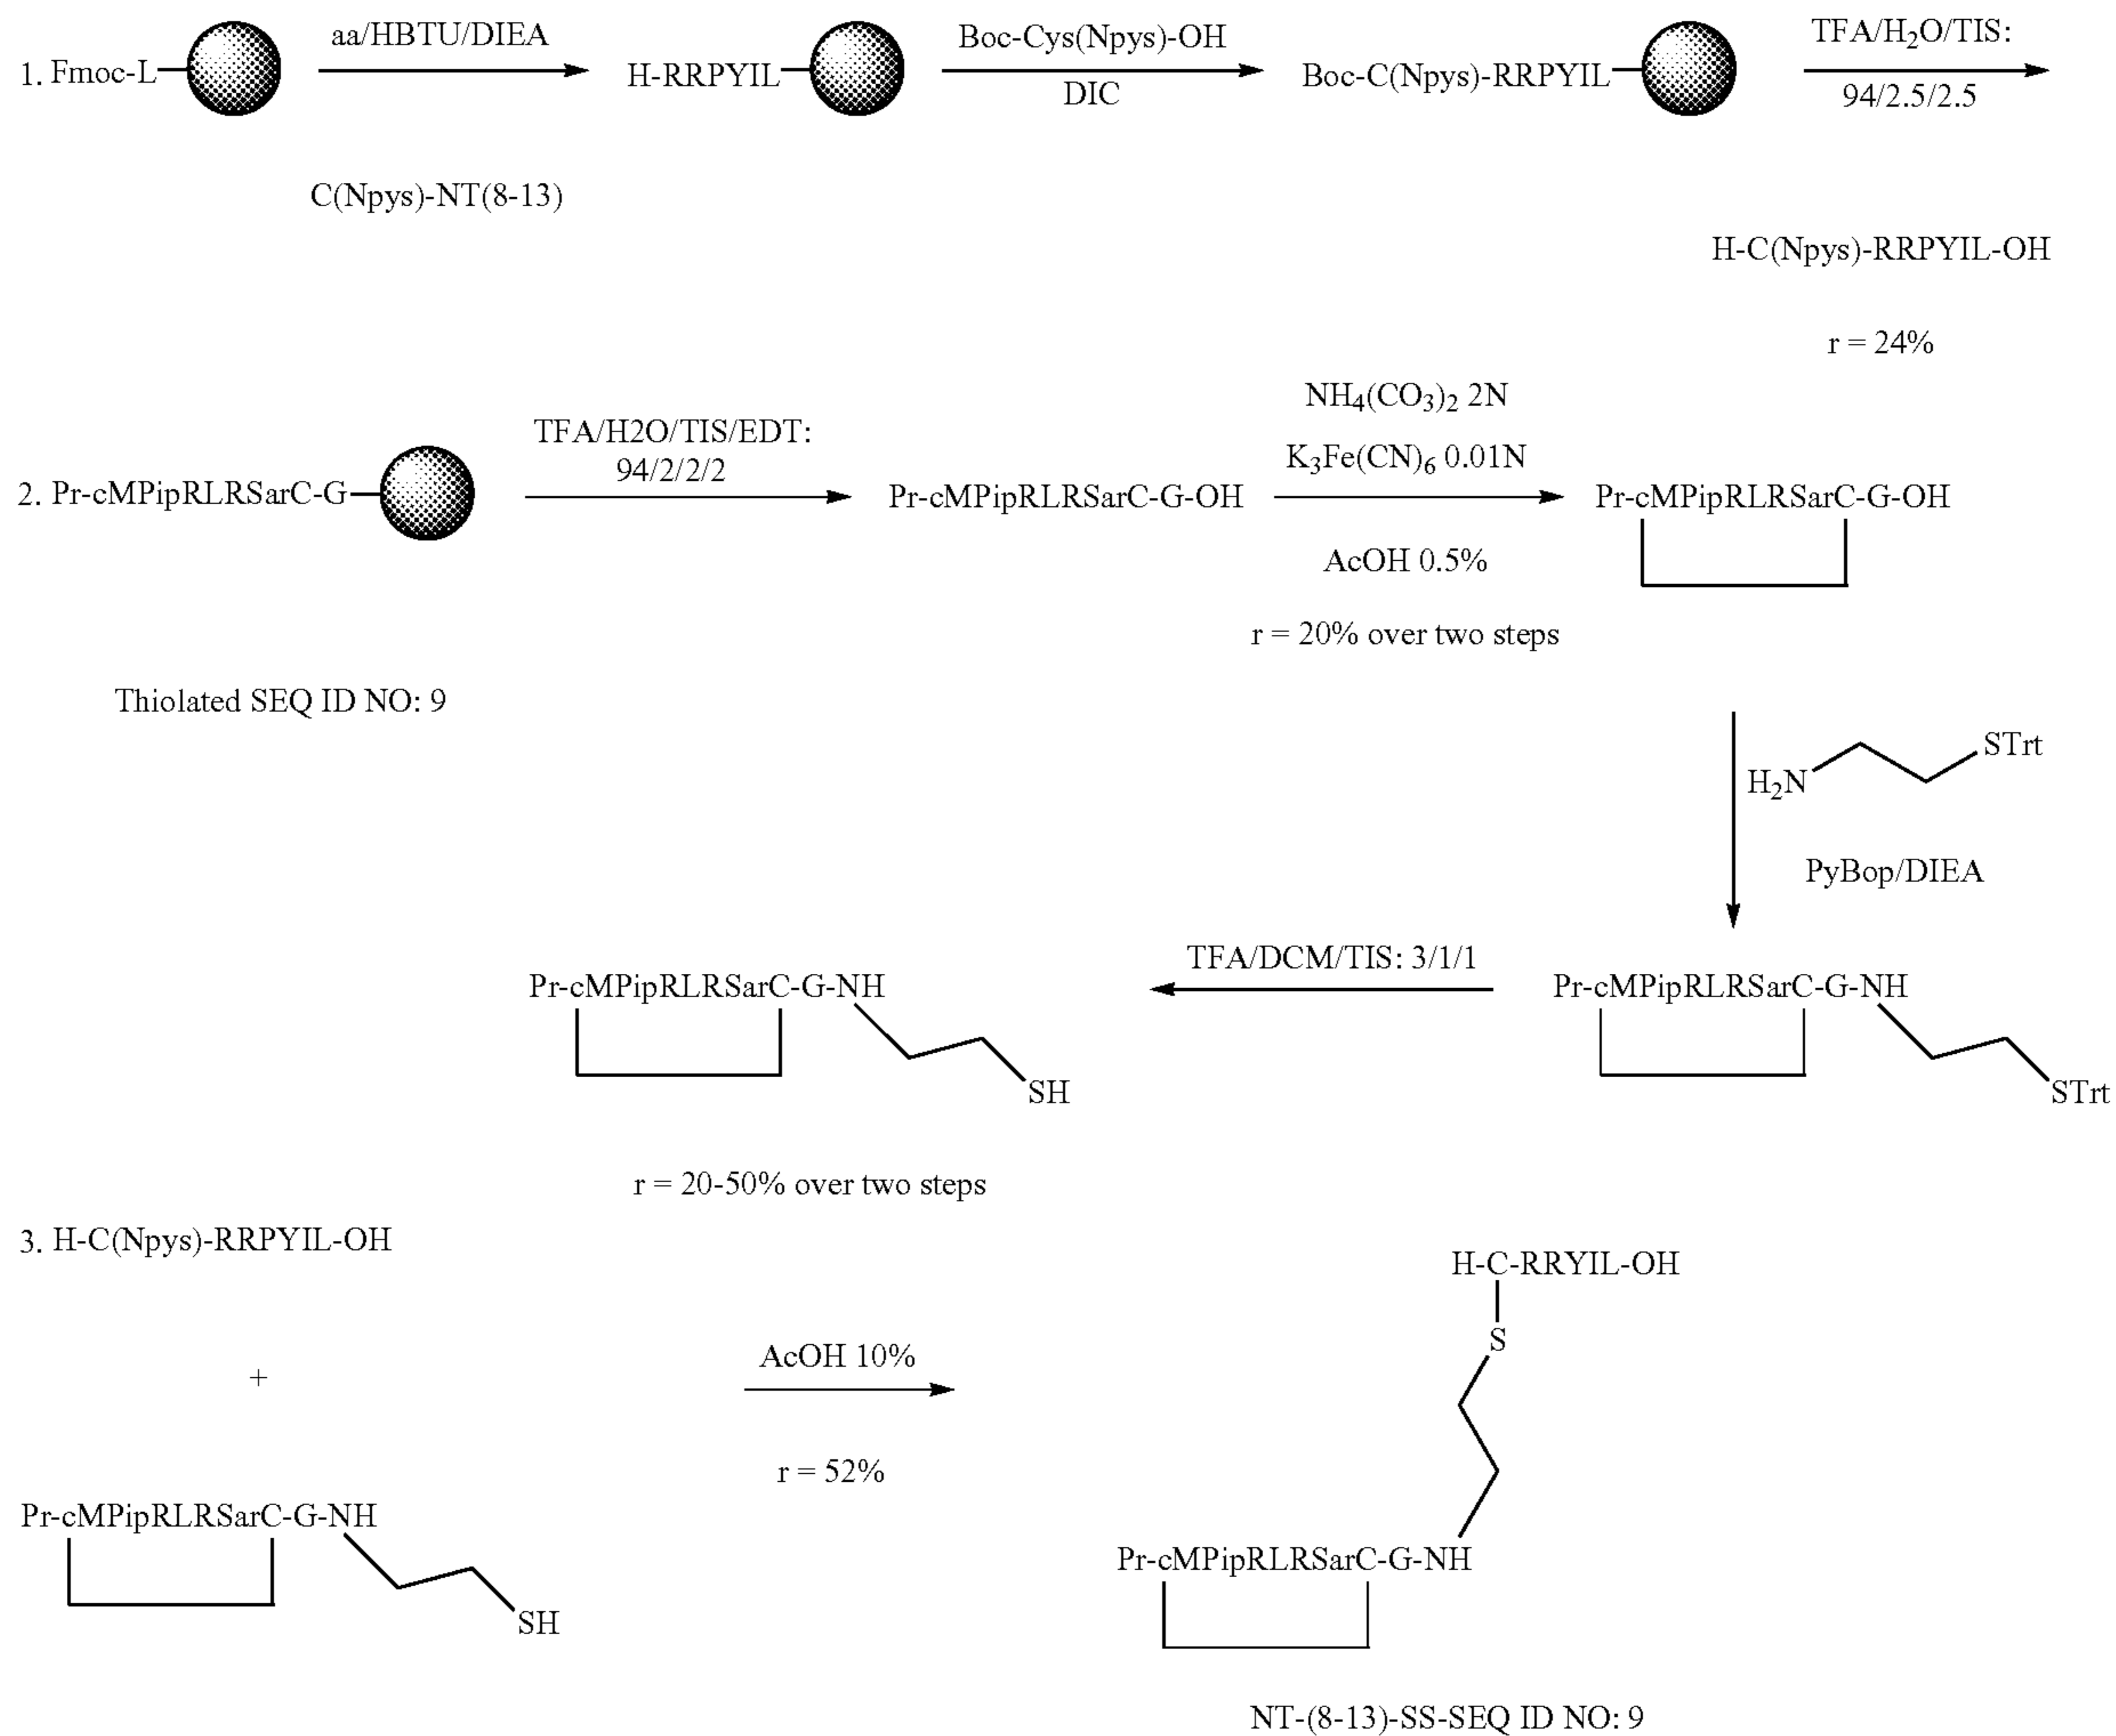 1. Fmoc-L
aa/HBTU/DIEA
H-RRPYIL
Boc-Cys(Npys)-OH
DIC
Boc-C(Npys)-RRPYIL
TFA/H2O/TIS:
94/2.5/2.5
C(Npys)-NT(8-13)
H-C(Npys)-RRPYIL-OH
r = 24%
2. Pr-cMPipRLRSarC-G
TFA/H2O/TIS/EDT:
94/2/2/2
Pr-cMPipRLRSarC-G-OH
NH4(CO3)2 2N
K3Fe(CN)6 0.01N
AcOH 0.5%
r = 20% over two steps
Pr-cMPipRLRSarC-G-OH
Thiolated SEQ ID NO: 9
H2N
STrt
PyBop/DIEA
Pr-cMPipRLRSarC-G-NH
STrt
TFA/DCM/TIS: 3/1/1
Pr-cMPipRLRSarC-G-NH
SH
r = 20-50% over two steps
3. H-C(Npys)-RRPYIL-OH
+
Pr-cMPipRLRSarC-G-NH
SH
AcOH 10%
r = 52%
H-C-RRYIL-OH
S
Pr-cMPipRLRSarC-G-NH
NT-(8-13)-SS-SEQ ID NO: 9